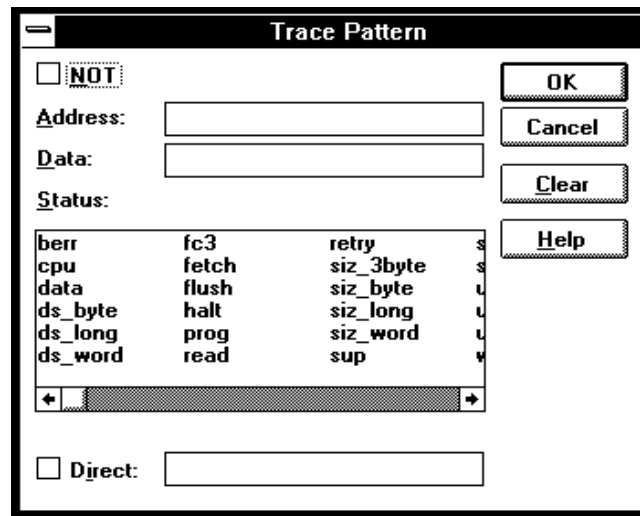 Trace Pattern
NOT
OK
Address:
Cancel
Data:
Clear
Status:
Help
berr fc3 retry s
cpu fetch siz_3byte s
data flush siz_byte
ds_byte halt siz_long
ds_long prog siz_word
ds_word read sup
Direct: